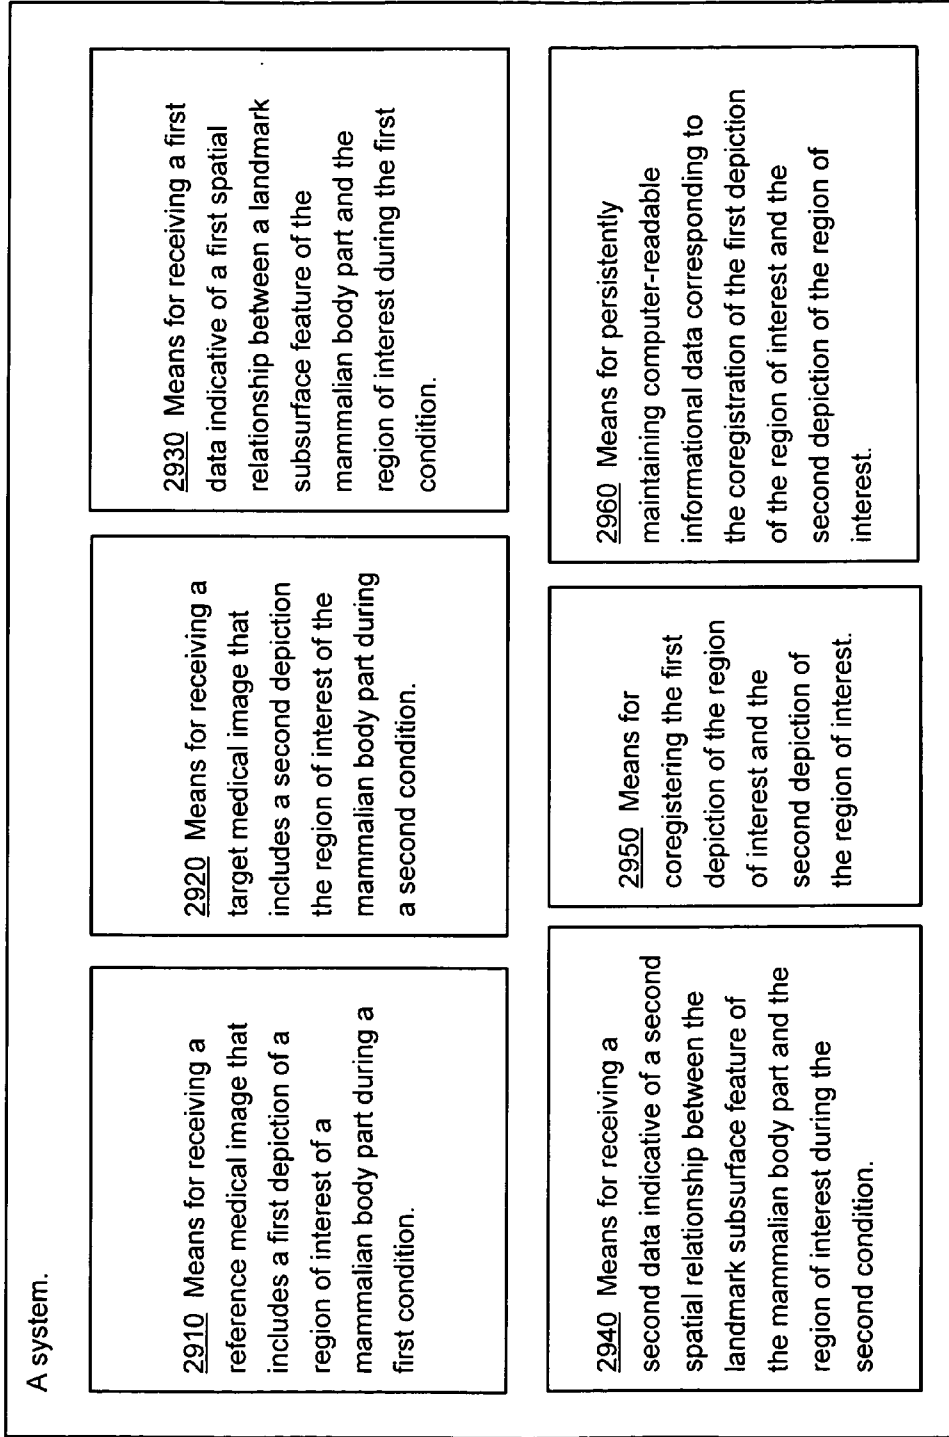 A system.
2910 Means for receiving a
reference medical image that
includes a first depiction of a
region of interest of a
mammalian body part during a
first condition.
2920 Means for receiving a
target medical image that
includes a second depiction
the region of interest of the
mammalian body part during
a second condition.
2930 Means for receiving a first
data indicative of a first spatial
relationship between a landmark
subsurface feature of the
mammalian body part and the
region of interest during the first
condition.
2940 Means for receiving a
second data indicative of a second
spatial relationship between the
landmark subsurface feature of
the mammalian body part and the
region of interest during the
second condition.
2950 Means for
coregistering the first
depiction of the region
of interest and the
second depiction of
the region of interest.
2960 Means for persistently
maintaining computer-readable
informational data corresponding to
the coregistration of the first depiction
of the region of interest and the
second depiction of the region of
interest.